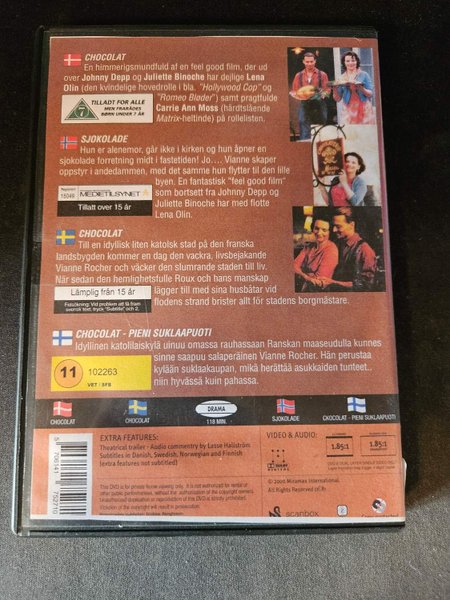 CHOCOLAT
En himmerigsmundfuld af en feel good film, der ud
over Johnny Depp og Juliette Binoche har dejlige Lena
Olin (den kvindelige hovedrolle i bla. "Hollywood Cop" og
"Romeo Bløder") samt pragtfulde
Carrie Ann Moss (hårdtslående
Matrix-heltinde) på rollelisten.
7
TILLADT FOR ALLE
MEN FRARÅDES
BØRN UNDER 7 ÅR
SJOKOLADE
Hun er alenemor, går ikke i kirken og hun åpner en
sjokolade forretning midt i fastetiden! Jo.... Vianne skaper
oppstyr i andedammen, med det samme hun flytter til den lille
byen. En fantastisk "feel good film"
som bortsett fra Johnny Depp og
Juliette Binoche har med flotte
Lena Olin.
MEDIETILSYNET
Tillatt over 15 år
CHOCOLAT
Till en idyllisk liten katolsk stad på den franska
landsbygden kommer en dag den vackra, livsbejakande
Vianne Rocher och väcker den slumrande staden till liv.
När sedan den hemlighetsfulle Roux och hans manskap
lägger till med sina husbåtar vid
flodens strand brister allt för stadens borgmästare.
Lämplig från 15 år
CHOCOLAT - PIENI SUKLAAPUOTI
Idyllinen katolilaiskylä uinuu omassa rauhassaan Ranskan maaseudulla kunnes
sinne saapuu salaperäinen Vianne Rocher. Hän perustaa
kylään suklaakaupan, mikä herättää asukkaiden tunteet..
niin hyvässä kuin pahassa.
11 102263
VET / SFB
CHOCOLAT
CHOCOLAT
DRAMA
118 MIN.
SJOKOLADE
CHOKOLAT - PIENI SUKLAAPUOTI
EXTRA FEATURES:
Theatrical trailer - Audio commentry by Lasse Hallström
Subtitles in Danish, Swedish, Norwegian and Finnish
(extra features not subtitled)
VIDEO & AUDIO:
1.85:1
1.85:1
© 2000 Miramax International.
All Rights Reserved
scanbox